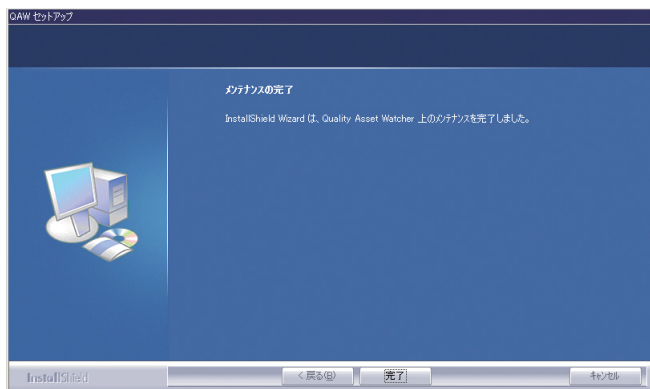 QAW セットアップ
メンテナンスの完了
InstallShield Wizard は、Quality Asset Watcher 上のメンテナンスを完了しました。
InstallShield
< 戻る(B)
完了
キャンセル